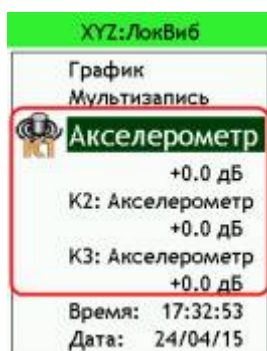 XYZ:ЛокВиб
График
Мультизапись
К1 Акселерометр
+0.0 дБ
К2: Акселерометр
+0.0 дБ
К3: Акселерометр
+0.0 дБ
Время: 17:32:53
Дата: 24/04/15